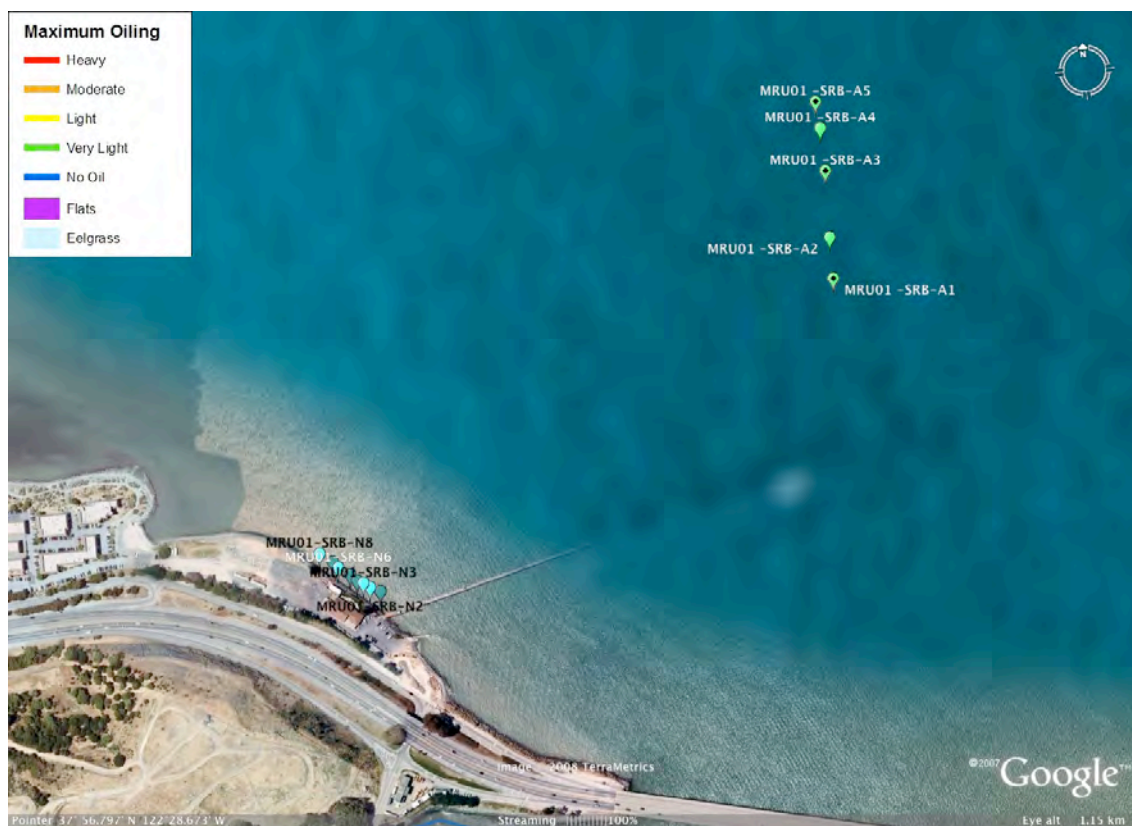 Maximum Oiling
Heavy
Moderate
Light
Very Light
No Oil
Flats
Eelgrass
N
MRU01 -SRB-A5
MRU01 -SRB-A4
MRU01 -SRB-A3
MRU01 -SRB-A2
MRU01 -SRB-A1
MRU01-SRB-N8
MRU01-SRB-N6
MRU01-SRB-N3
MRU01-SRB-N2
Image © 2008 TerraMetrics
©2007 Google™
Pointer 37° 56.797' N 122°28.673' W Streaming ||||||||| 100% Eye alt 1.15 km